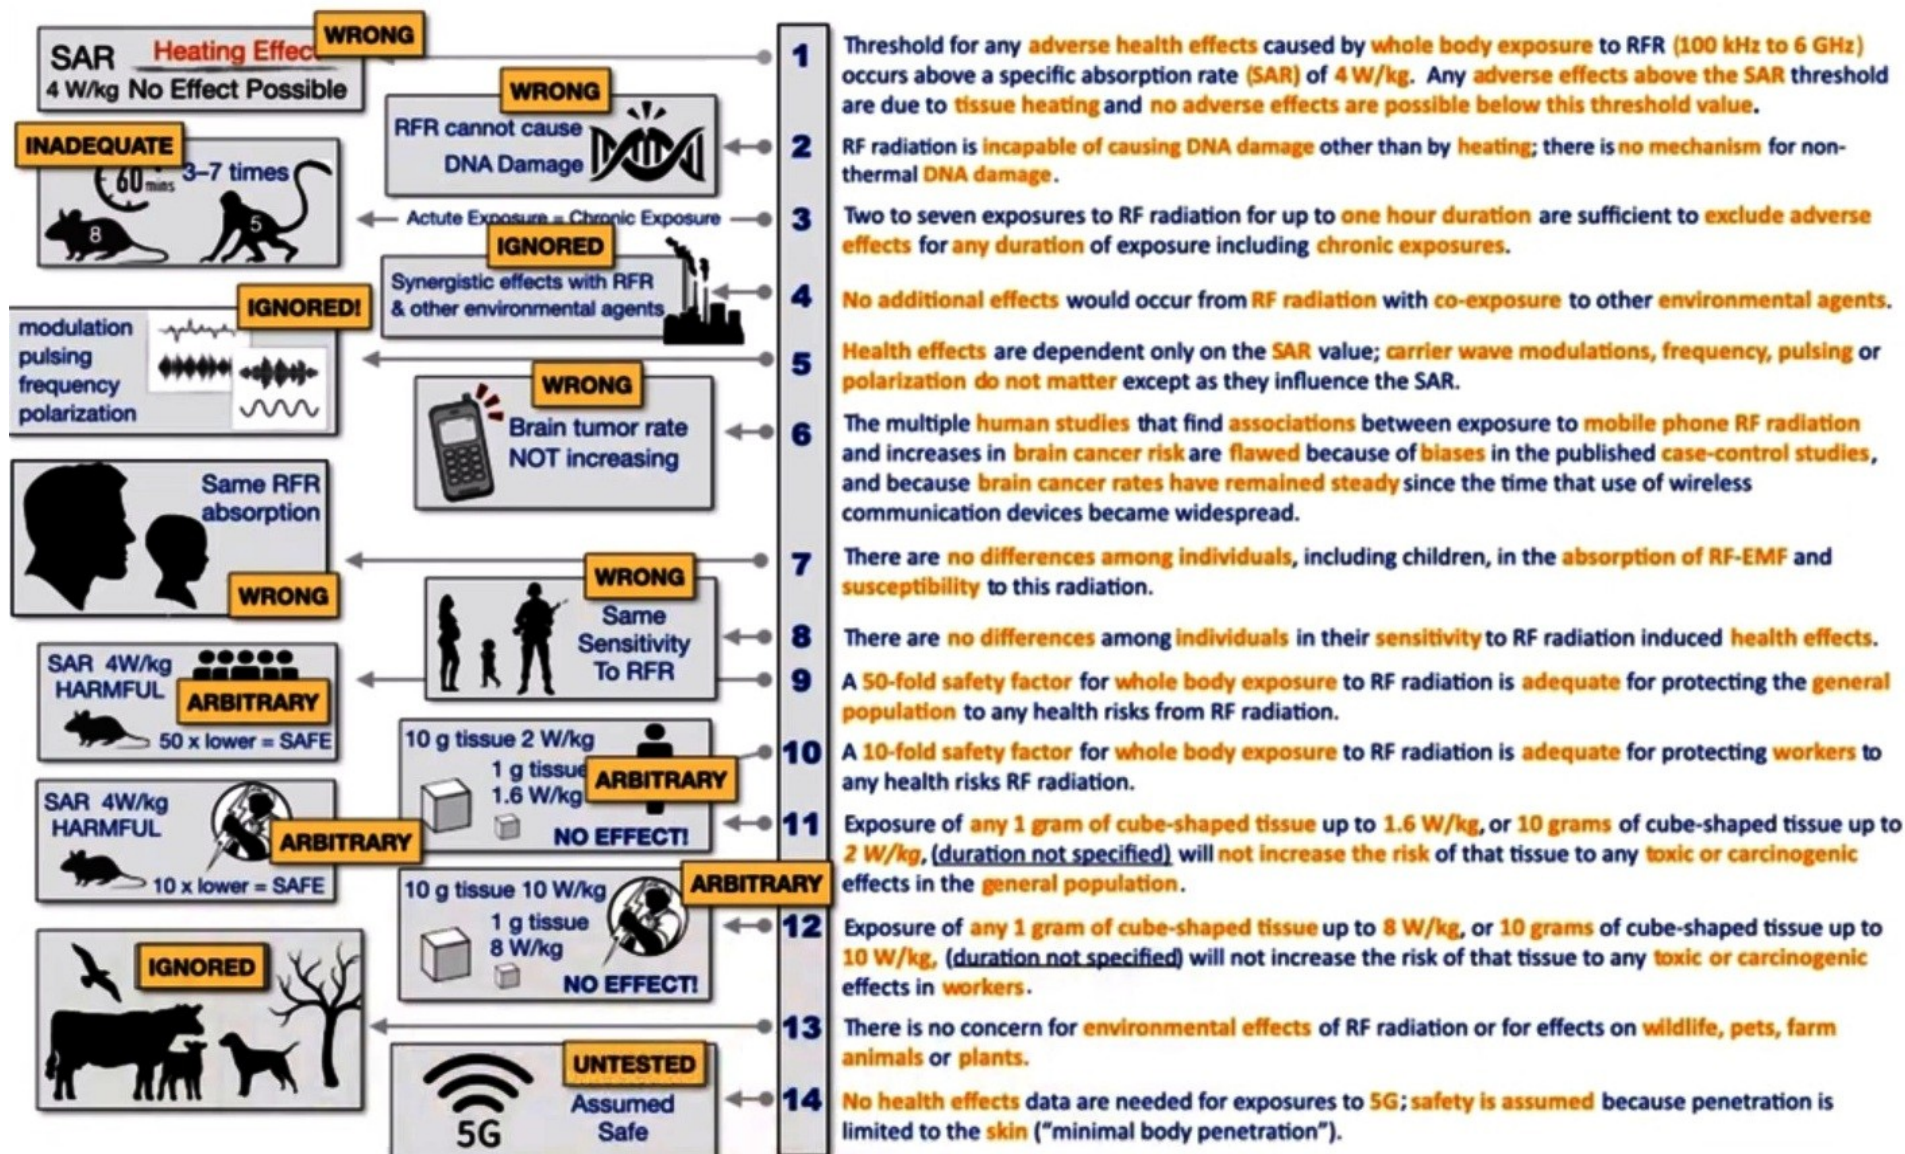 WRONG
SAR Heating Effec
4 W/kg No Effect Possible
WRONG
RFR cannot cause
DNA Damage
INADEQUATE
60 mins 3–7 times
8
5
Actute Exposure = Chronic Exposure
IGNORED
Synergistic effects with RFR
& other environmental agents
IGNORED!
modulation
pulsing
frequency
polarization
WRONG
Brain tumor rate
NOT increasing
Same RFR
absorption
WRONG
WRONG
Same
Sensitivity
To RFR
SAR 4W/kg
HARMFUL
ARBITRARY
50 x lower = SAFE
10 g tissue 2 W/kg
1 g tissue
1.6 W/kg
ARBITRARY
NO EFFECT!
SAR 4W/kg
HARMFUL
ARBITRARY
10 x lower = SAFE
ARBITRARY
10 g tissue 10 W/kg
1 g tissue
8 W/kg
NO EFFECT!
IGNORED
UNTESTED
Assumed
Safe
5G
1 Threshold for any adverse health effects caused by whole body exposure to RFR (100 kHz to 6 GHz)
occurs above a specific absorption rate (SAR) of 4 W/kg. Any adverse effects above the SAR threshold
are due to tissue heating and no adverse effects are possible below this threshold value.
2 RF radiation is incapable of causing DNA damage other than by heating; there is no mechanism for non-
thermal DNA damage.
3 Two to seven exposures to RF radiation for up to one hour duration are sufficient to exclude adverse
effects for any duration of exposure including chronic exposures.
4 No additional effects would occur from RF radiation with co-exposure to other environmental agents.
5 Health effects are dependent only on the SAR value; carrier wave modulations, frequency, pulsing or
polarization do not matter except as they influence the SAR.
6 The multiple human studies that find associations between exposure to mobile phone RF radiation
and increases in brain cancer risk are flawed because of biases in the published case-control studies,
and because brain cancer rates have remained steady since the time that use of wireless
communication devices became widespread.
7 There are no differences among individuals, including children, in the absorption of RF-EMF and
susceptibility to this radiation.
8 There are no differences among individuals in their sensitivity to RF radiation induced health effects.
9 A 50-fold safety factor for whole body exposure to RF radiation is adequate for protecting the general
population to any health risks from RF radiation.
10 A 10-fold safety factor for whole body exposure to RF radiation is adequate for protecting workers to
any health risks RF radiation.
11 Exposure of any 1 gram of cube-shaped tissue up to 1.6 W/kg, or 10 grams of cube-shaped tissue up to
2 W/kg, (duration not specified) will not increase the risk of that tissue to any toxic or carcinogenic
effects in the general population.
12 Exposure of any 1 gram of cube-shaped tissue up to 8 W/kg, or 10 grams of cube-shaped tissue up to
10 W/kg, (duration not specified) will not increase the risk of that tissue to any toxic or carcinogenic
effects in workers.
13 There is no concern for environmental effects of RF radiation or for effects on wildlife, pets, farm
animals or plants.
14 No health effects data are needed for exposures to 5G; safety is assumed because penetration is
limited to the skin ("minimal body penetration").